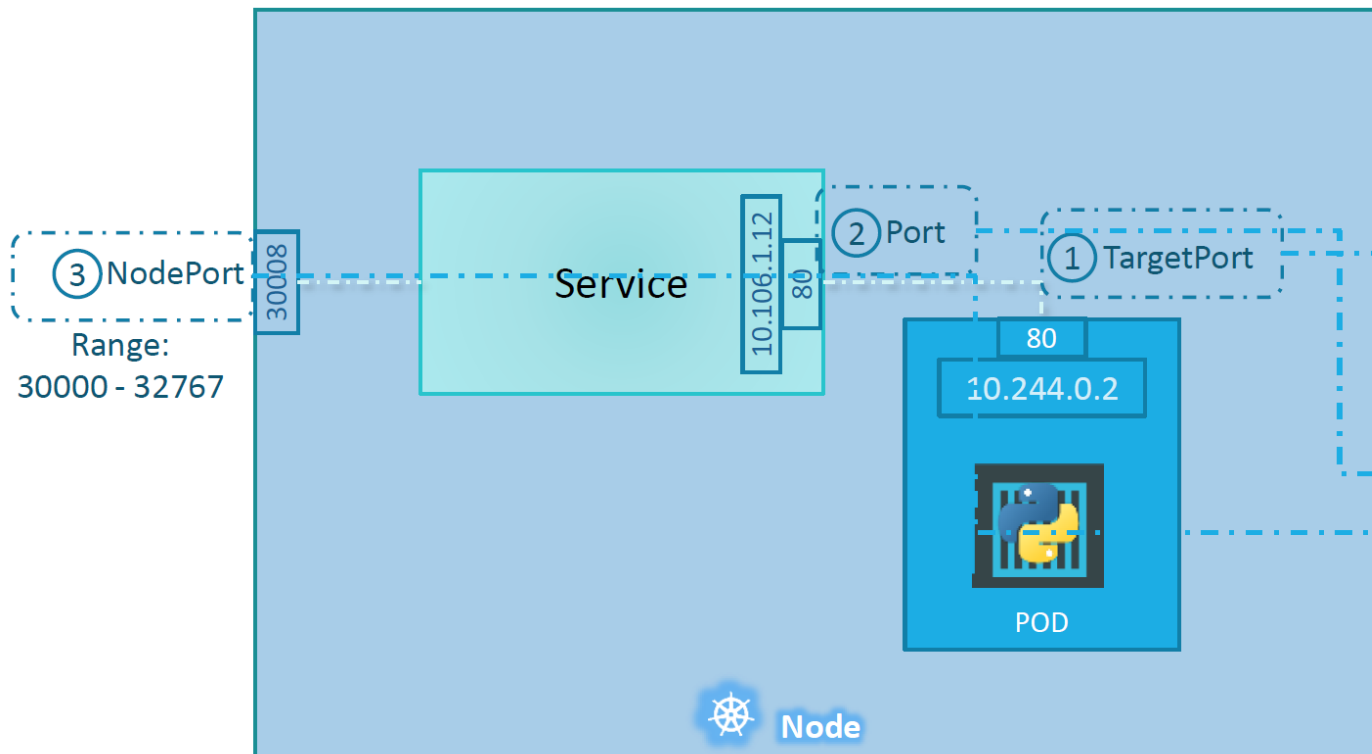 3 NodePort
Range:
30000 - 32767
30008
Service
10.106.1.12
80
2 Port
1 TargetPort
80
10.244.0.2
POD
Node